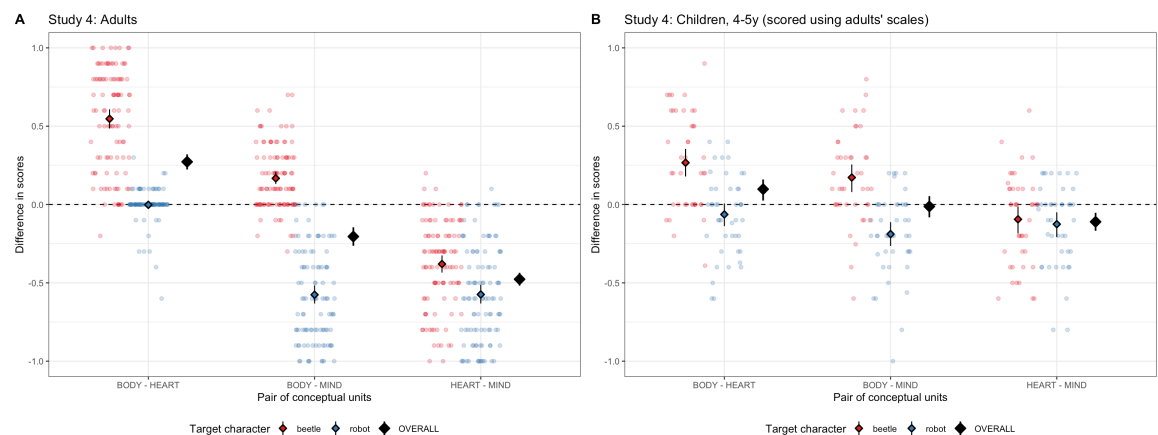 A Study 4: Adults
Difference in scores
1.0
0.5
0.0
-0.5
-1.0
BODY - HEART BODY - MIND HEART - MIND
Pair of conceptual units
Target character beetle robot OVERALL
B Study 4: Children, 4-5y (scored using adults' scales)
Difference in scores
1.0
0.5
0.0
-0.5
-1.0
BODY - HEART BODY - MIND HEART - MIND
Pair of conceptual units
Target character beetle robot OVERALL